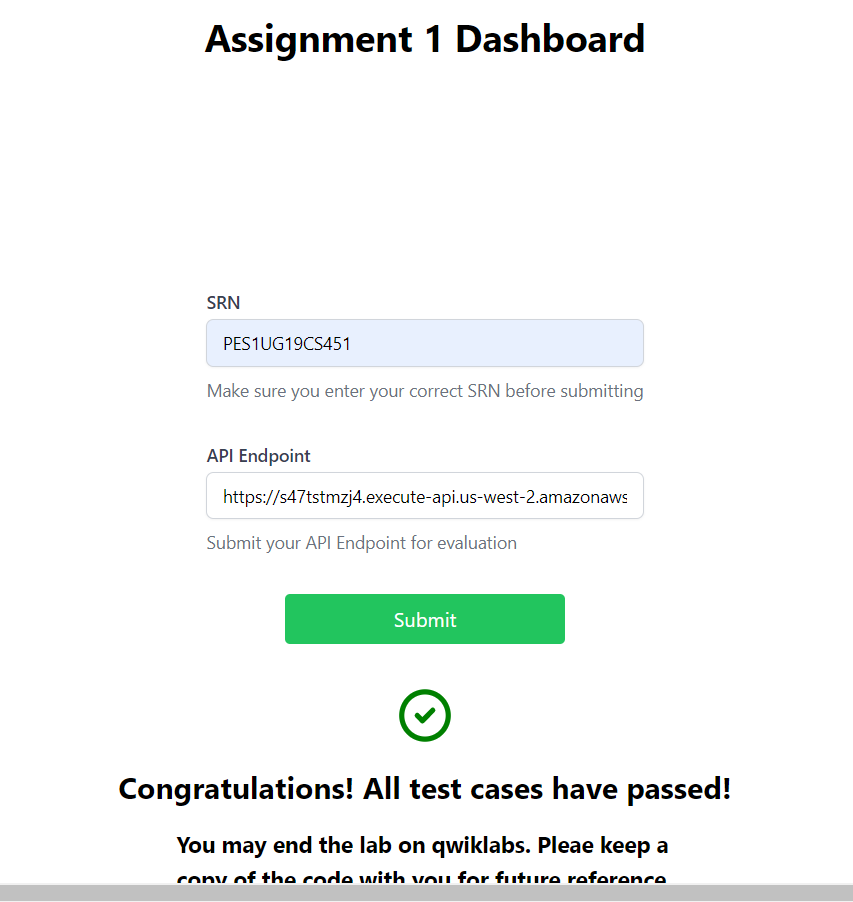 Assignment 1 Dashboard
SRN
PES1UG19CS451
Make sure you enter your correct SRN before submitting
API Endpoint
https://s47tstmzj4.execute-api.us-west-2.amazonaws
Submit your API Endpoint for evaluation
Submit
Congratulations! All test cases have passed!
You may end the lab on qwiklabs. Pleae keep a
copy of the code with you for future reference